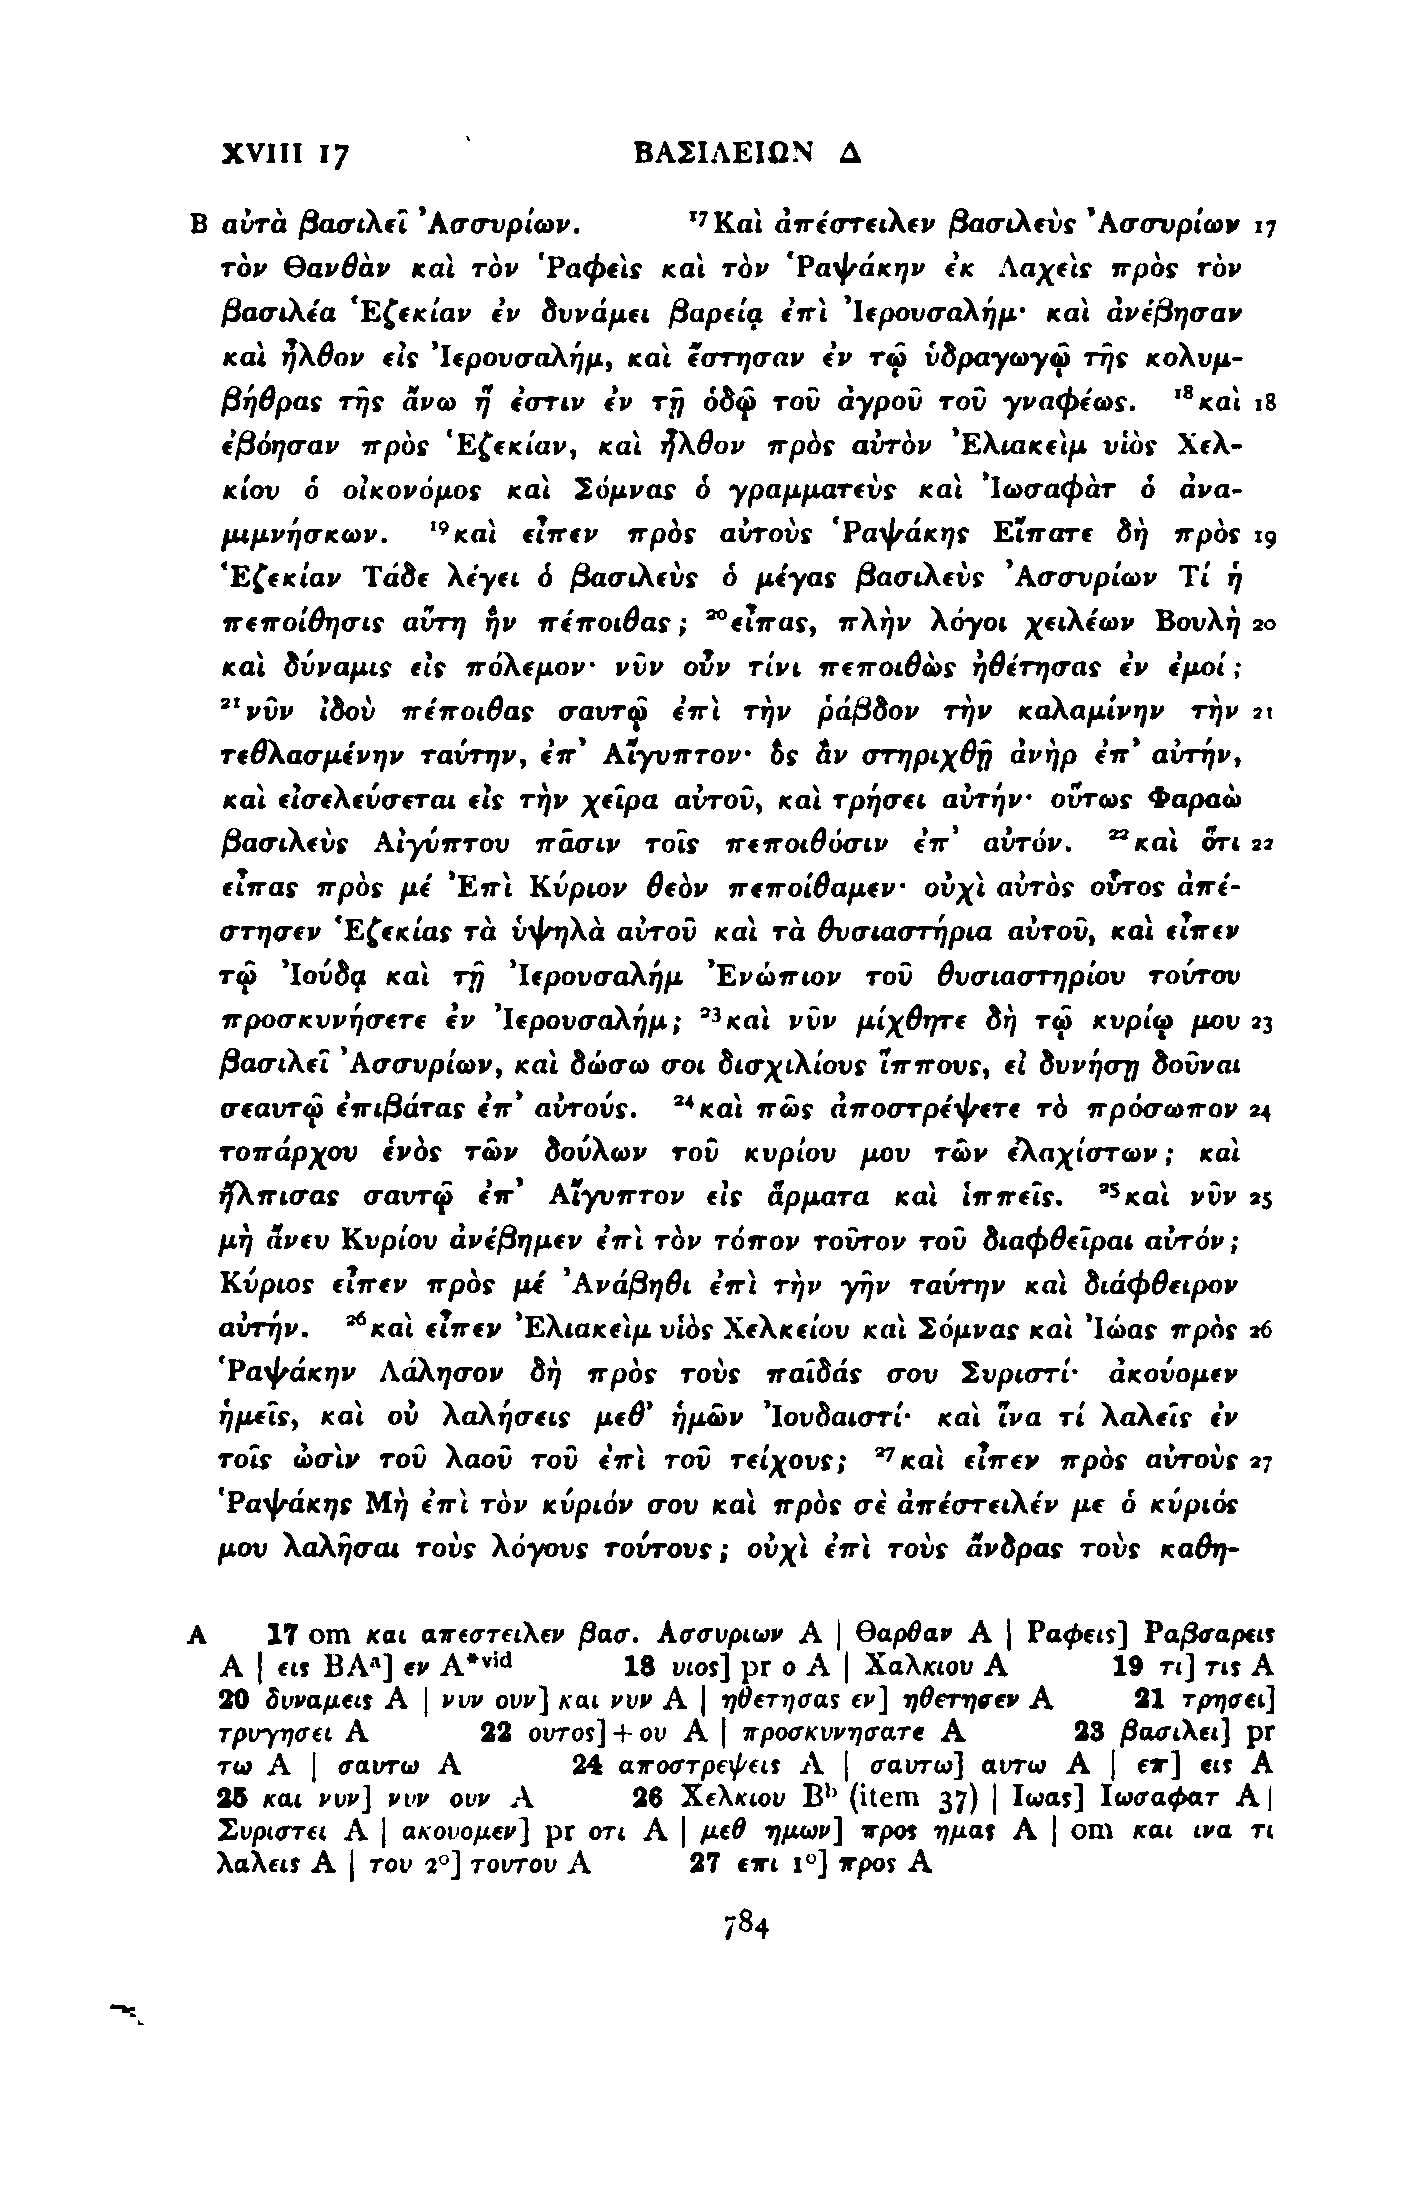 XVIII 17 ΒΑΣΙΛΕΙΩΝ Δ
B αὐτὰ βασιλεῖ Ἀσσυρίων. ¹⁷Καὶ ἀπέστειλεν βασιλεὺς Ἀσσυρίων 17
τὸν Θανθὰν καὶ τὸν Ῥαφεὶς καὶ τὸν Ῥαψάκην ἐκ Λαχεὶς πρὸς τὸν
βασιλέα Ἑζεκίαν ἐν δυνάμει βαρείᾳ ἐπὶ Ἰερουσαλήμ· καὶ ἀνέβησαν
καὶ ἦλθον εἰς Ἰερουσαλήμ, καὶ ἔστησαν ἐν τῷ ὑδραγωγῷ τῆς κολυμ-
βήθρας τῆς ἄνω ἥ ἐστιν ἐν τῇ ὁδῷ τοῦ ἀγροῦ τοῦ γναφέως. ¹⁸καὶ 18
ἐβόησαν πρὸς Ἑζεκίαν, καὶ ἦλθον πρὸς αὐτὸν Ἐλιακεὶμ υἱὸς Χελ-
κίου ὁ οἰκονόμος καὶ Σόμνας ὁ γραμματεὺς καὶ Ἰωσαφὰτ ὁ ἀνα-
μιμνήσκων. ¹⁹καὶ εἶπεν πρὸς αὐτοὺς Ῥαψάκης Εἴπατε δὴ πρὸς 19
Ἑζεκίαν Τάδε λέγει ὁ βασιλεὺς ὁ μέγας βασιλεὺς Ἀσσυρίων Τί ἡ
πεποίθησις αὕτη ἣν πέποιθας; ²⁰εἶπας, πλὴν λόγοι χειλέων Βουλὴ 20
καὶ δύναμις εἰς πόλεμον· νῦν οὖν τίνι πεποιθὼς ἠθέτησας ἐν ἐμοί;
²¹νῦν ἰδοὺ πέποιθας σαυτῷ ἐπὶ τὴν ῥάβδον τὴν καλαμίνην τὴν 21
τεθλασμένην ταύτην, ἐπ’ Αἴγυπτον· ὃς ἂν στηριχθῇ ἀνὴρ ἐπ’ αὐτήν,
καὶ εἰσελεύσεται εἰς τὴν χεῖρα αὐτοῦ, καὶ τρήσει αὐτήν· οὕτως Φαραὼ
βασιλεὺς Αἰγύπτου πᾶσιν τοῖς πεποιθόσιν ἐπ’ αὐτόν. ²²καὶ ὅτι 22
εἶπας πρὸς μέ Ἐπὶ Κύριον θεὸν πεποίθαμεν· οὐχὶ αὐτὸς οὗτος ἀπέ-
στησεν Ἑζεκίας τὰ ὑψηλὰ αὐτοῦ καὶ τὰ θυσιαστήρια αὐτοῦ, καὶ εἶπεν
τῷ Ἰούδᾳ καὶ τῇ Ἰερουσαλήμ Ἐνώπιον τοῦ θυσιαστηρίου τούτου
προσκυνήσετε ἐν Ἰερουσαλήμ; ²³καὶ νῦν μίχθητε δὴ τῷ κυρίῳ μου 23
βασιλεῖ Ἀσσυρίων, καὶ δώσω σοι δισχιλίους ἵππους, εἰ δυνήσῃ δοῦναι
σεαυτῷ ἐπιβάτας ἐπ’ αὐτούς. ²⁴καὶ πῶς ἀποστρέψετε τὸ πρόσωπον 24
τοπάρχου ἑνὸς τῶν δούλων τοῦ κυρίου μου τῶν ἐλαχίστων; καὶ
ἤλπισας σαυτῷ ἐπ’ Αἴγυπτον εἰς ἅρματα καὶ ἱππεῖς. ²⁵καὶ νῦν 25
μὴ ἄνευ Κυρίου ἀνέβημεν ἐπὶ τὸν τόπον τοῦτον τοῦ διαφθεῖραι αὐτόν;
Κύριος εἶπεν πρὸς μέ Ἀνάβηθι ἐπὶ τὴν γῆν ταύτην καὶ διάφθειρον
αὐτήν. ²⁶καὶ εἶπεν Ἐλιακεὶμ υἱὸς Χελκείου καὶ Σόμνας καὶ Ἰώας πρὸς 26
Ῥαψάκην Λάλησον δὴ πρὸς τοὺς παῖδάς σου Συριστί· ἀκούομεν
ἡμεῖς, καὶ οὐ λαλήσεις μεθ’ ἡμῶν Ἰουδαιστί· καὶ ἵνα τί λαλεῖς ἐν
τοῖς ὠσὶν τοῦ λαοῦ τοῦ ἐπὶ τοῦ τείχους; ²⁷καὶ εἶπεν πρὸς αὐτοὺς 27
Ῥαψάκης Μὴ ἐπὶ τὸν κύριόν σου καὶ πρὸς σὲ ἀπέστειλέν με ὁ κύριός
μου λαλῆσαι τοὺς λόγους τούτους; οὐχὶ ἐπὶ τοὺς ἄνδρας τοὺς καθη-
A 17 om και απεστειλεν βασ. Ασσυριων A | Θαρθαν A | Ραφεις] Ραβσαρεις
A | εις BAᵃ] εν A*ᵛⁱᵈ 18 υιος] pr ο A | Χαλκιου A 19 τι] τις A
20 δυναμεις A | νυν ουν] και νυν A | ηθετησας εν] ηθετησεν A 21 τρησει]
τρυγησει A 22 ουτος]+ου A | προσκυνησατε A 23 βασιλει] pr
τω A | σαυτω A 24 αποστρεψεις A | σαυτω] αυτω A | επ] εις A
25 και νυν] νυν ουν A 26 Χελκιου Bᵇ (item 37) | Ιωας] Ιωσαφατ A |
Συριστει A | ακουομεν] pr οτι A | μεθ ημων] προς ημας A | om και ινα τι
λαλεις A | του 2°] τουτου A 27 επι 1°] προς A
784